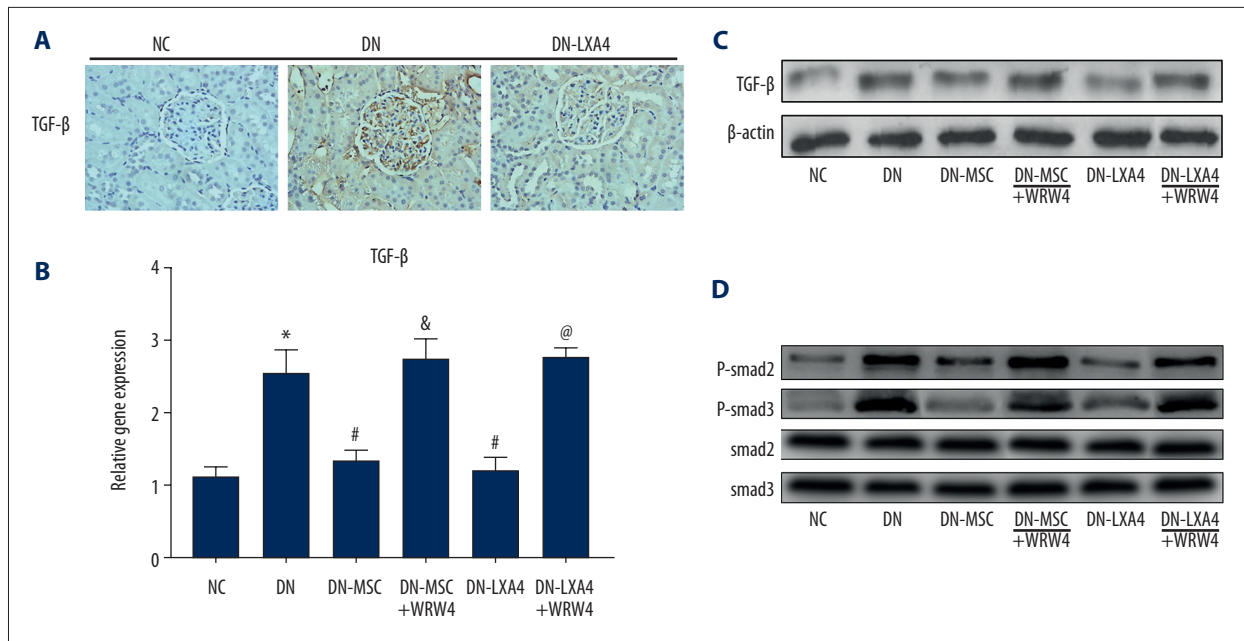 A
NC DN DN-LXA4
TGF-β
B
TGF-β
Relative gene expression
4
3
2
1
0
* # & # @
NC DN DN-MSC DN-MSC DN-LXA4 DN-LXA4
+WRW4 +WRW4
C
TGF-β
β-actin
NC DN DN-MSC DN-MSC DN-LXA4 DN-LXA4
+WRW4 +WRW4
D
P-smad2
P-smad3
smad2
smad3
NC DN DN-MSC DN-MSC DN-LXA4 DN-LXA4
+WRW4 +WRW4